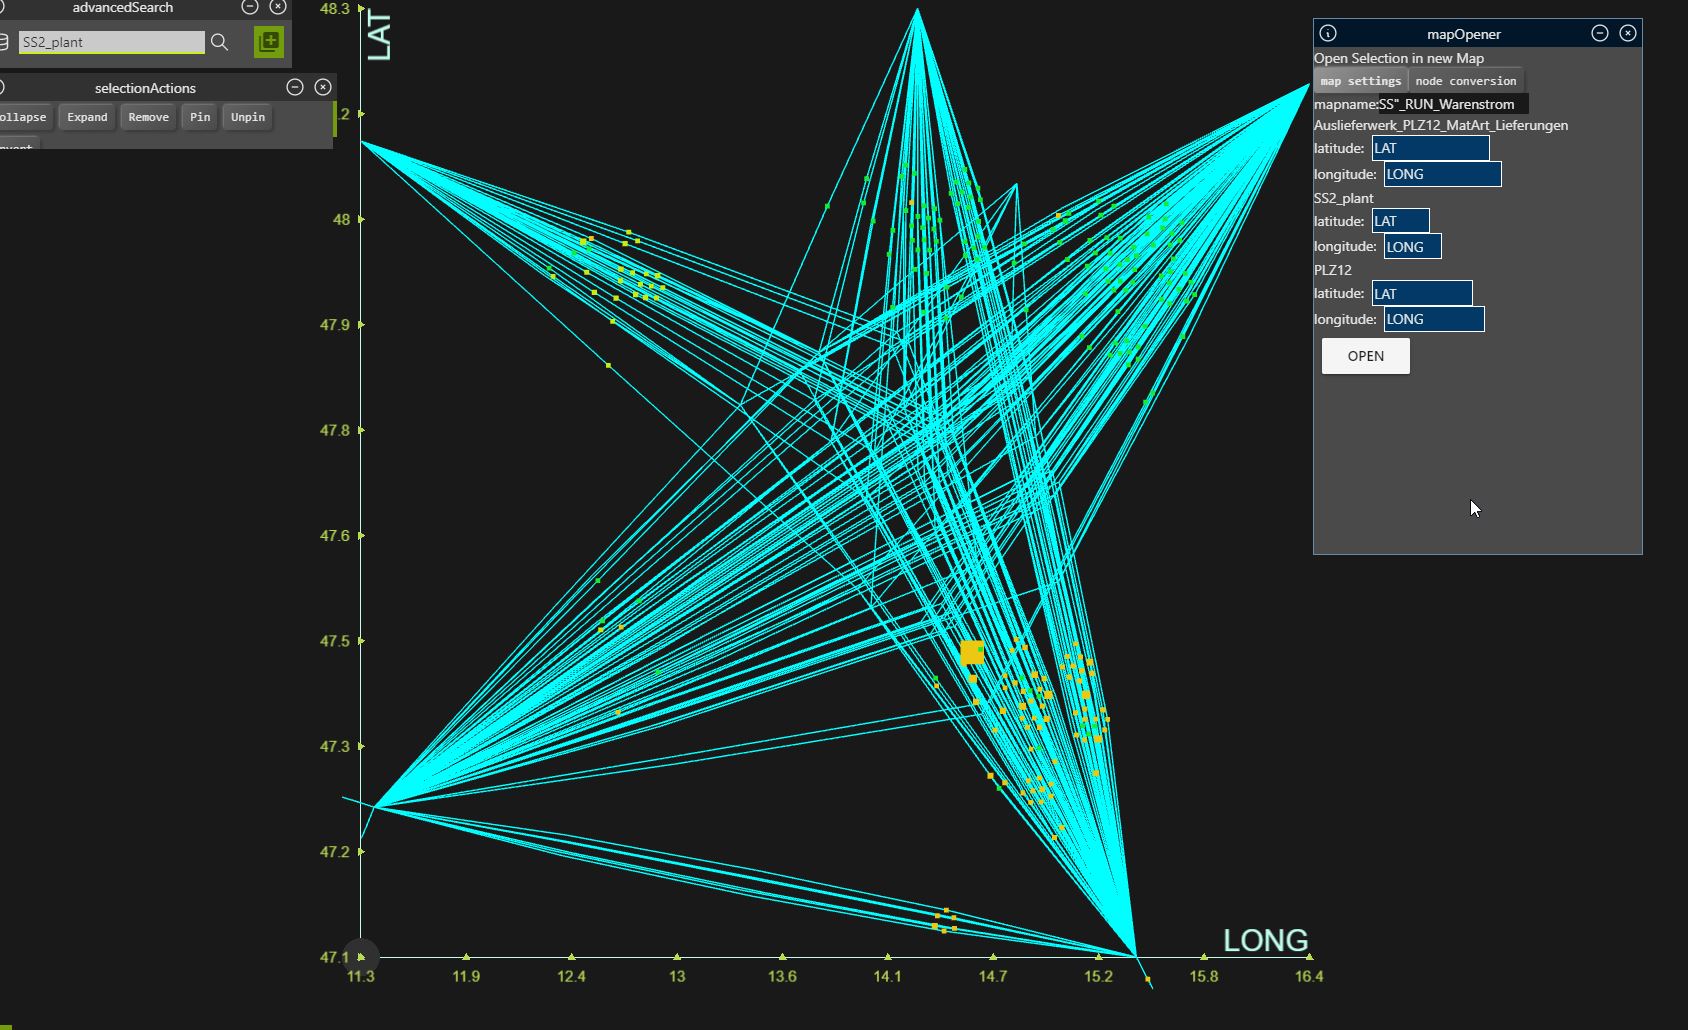 advancedSearch
SS2_plant
selectionActions
ollapse Expand Remove Pin Unpin
48.3
LAT
.2
48
47.9
47.8
47.6
47.5
47.3
47.2
47.1
11.3 11.9 12.4 13 13.6 14.1 14.7 15.2 15.8 16.4
LONG
mapOpener
Open Selection in new Map
map settings node conversion
mapname:SS"_RUN_Warenstrom
Auslieferwerk_PLZ12_MatArt_Lieferungen
latitude: LAT
longitude: LONG
SS2_plant
latitude: LAT
longitude: LONG
PLZ12
latitude: LAT
longitude: LONG
OPEN